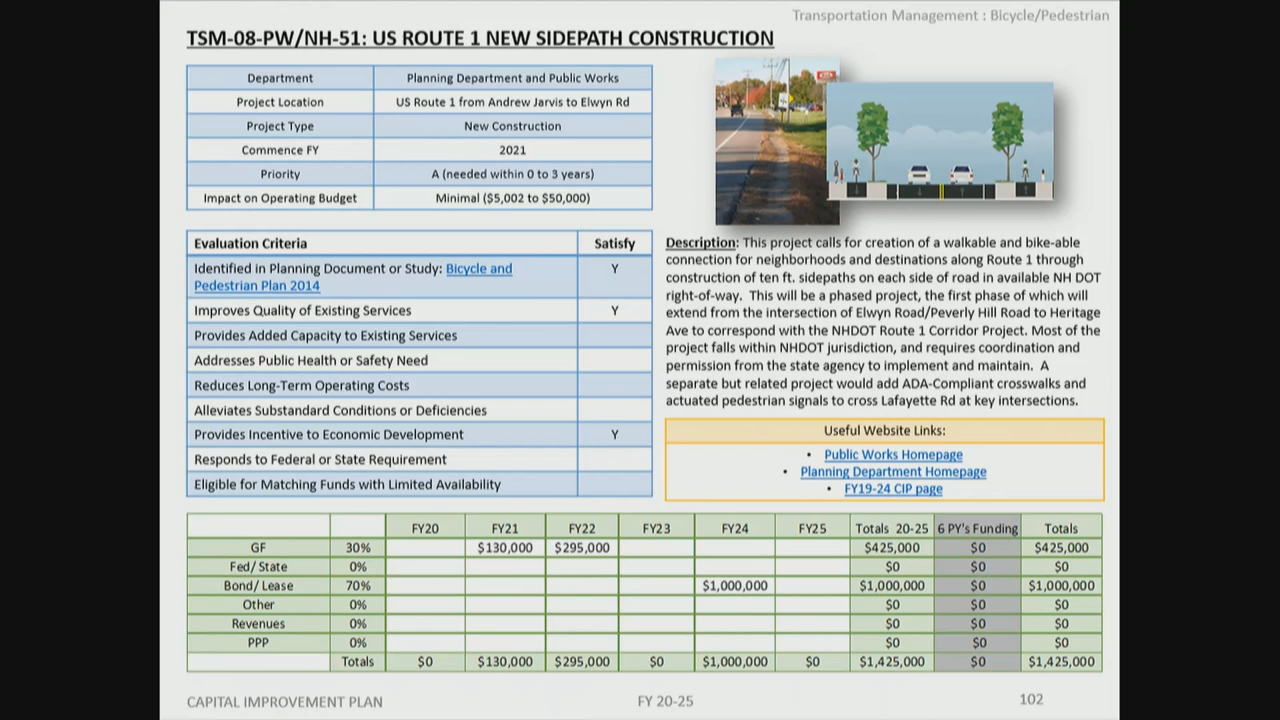 Transportation Management : Bicycle/Pedestrian
TSM-08-PW/NH-51: US ROUTE 1 NEW SIDEPATH CONSTRUCTION
Department Planning Department and Public Works
Project Location US Route 1 from Andrew Jarvis to Elwyn Rd
Project Type New Construction
Commence FY 2021
Priority A (needed within 0 to 3 years)
Impact on Operating Budget Minimal ($5,002 to $50,000)
Evaluation Criteria Satisfy
Identified in Planning Document or Study: Bicycle and Y
Pedestrian Plan 2014
Improves Quality of Existing Services Y
Provides Added Capacity to Existing Services
Addresses Public Health or Safety Need
Reduces Long-Term Operating Costs
Alleviates Substandard Conditions or Deficiencies
Provides Incentive to Economic Development Y
Responds to Federal or State Requirement
Eligible for Matching Funds with Limited Availability
Description: This project calls for creation of a walkable and bike-able
connection for neighborhoods and destinations along Route 1 through
construction of ten ft. sidepaths on each side of road in available NH DOT
right-of-way. This will be a phased project, the first phase of which will
extend from the intersection of Elwyn Road/Peverly Hill Road to Heritage
Ave to correspond with the NHDOT Route 1 Corridor Project. Most of the
project falls within NHDOT jurisdiction, and requires coordination and
permission from the state agency to implement and maintain. A
separate but related project would add ADA-Compliant crosswalks and
actuated pedestrian signals to cross Lafayette Rd at key intersections.
Useful Website Links:
• Public Works Homepage
• Planning Department Homepage
• FY19-24 CIP page
FY20 FY21 FY22 FY23 FY24 FY25 Totals 20-25 6 PY's Funding Totals
GF 30% $130,000 $295,000 $425,000 $0 $425,000
Fed/ State 0% $0 $0 $0
Bond/ Lease 70% $1,000,000 $1,000,000 $0 $1,000,000
Other 0% $0 $0 $0
Revenues 0% $0 $0 $0
PPP 0% $0 $0 $0
Totals $0 $130,000 $295,000 $0 $1,000,000 $0 $1,425,000 $0 $1,425,000
CAPITAL IMPROVEMENT PLAN FY 20-25 102